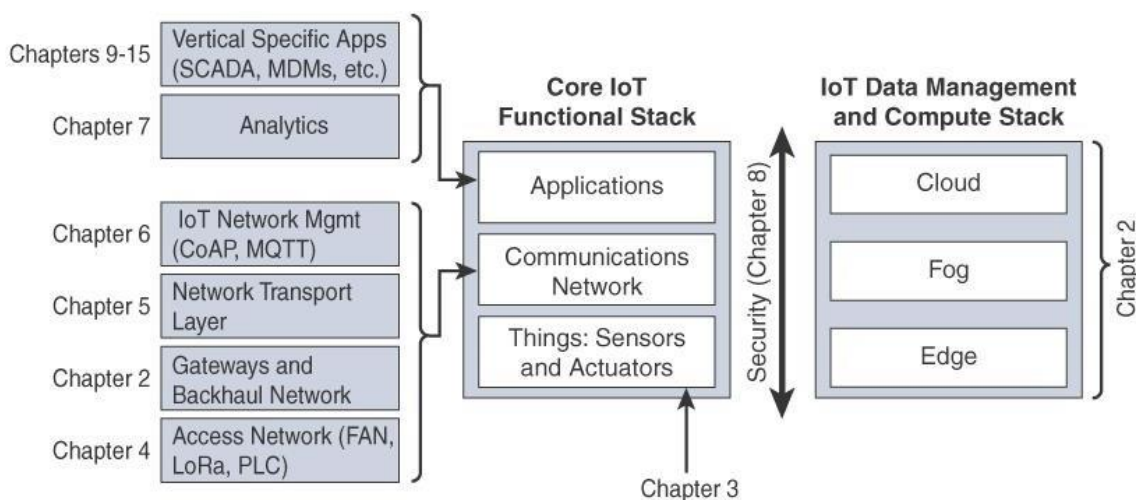 Chapters 9-15
Vertical Specific Apps
(SCADA, MDMs, etc.)
Chapter 7
Analytics
Chapter 6
IoT Network Mgmt
(CoAP, MQTT)
Chapter 5
Network Transport
Layer
Chapter 2
Gateways and
Backhaul Network
Chapter 4
Access Network (FAN,
LoRa, PLC)
Core IoT
Functional Stack
Applications
Communications
Network
Things: Sensors
and Actuators
Chapter 3
Security (Chapter 8)
IoT Data Management
and Compute Stack
Cloud
Fog
Edge
Chapter 2